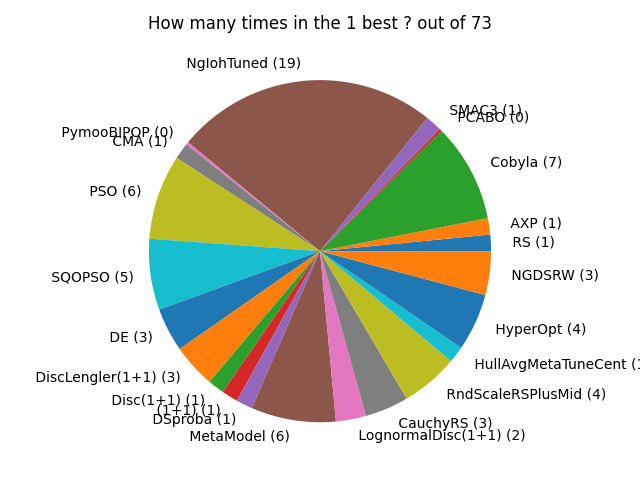 How many times in the 1 best ? out of 73
NgIohTuned (19)
SMAC3 (1)
PCABO (0)
PymooBIPOP (0)
CMA (1)
Cobyla (7)
PSO (6)
AXP (1)
RS (1)
SQOPSO (5)
NGDSRW (3)
HyperOpt (4)
DE (3)
HullAvgMetaTuneCent (1
DiscLengler(1+1) (3)
RndScaleRSPlusMid (4)
Disc(1+1) (1)
(1+1) (1)
DSproba (1)
CauchyRS (3)
MetaModel (6)
LognormalDisc(1+1) (2)